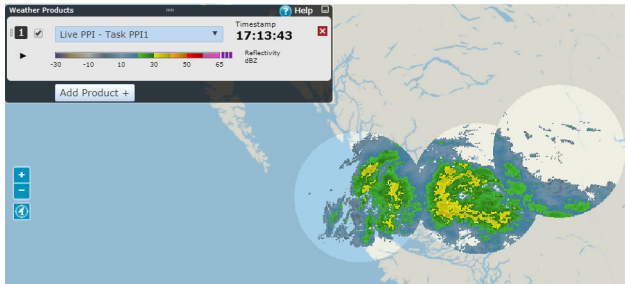 Weather Products
? Help
1
Live PPI - Task PPI1
Timestamp
17:13:43
-30 -10 10 30 50 65
Reflectivity
dBZ
Add Product +
+
−